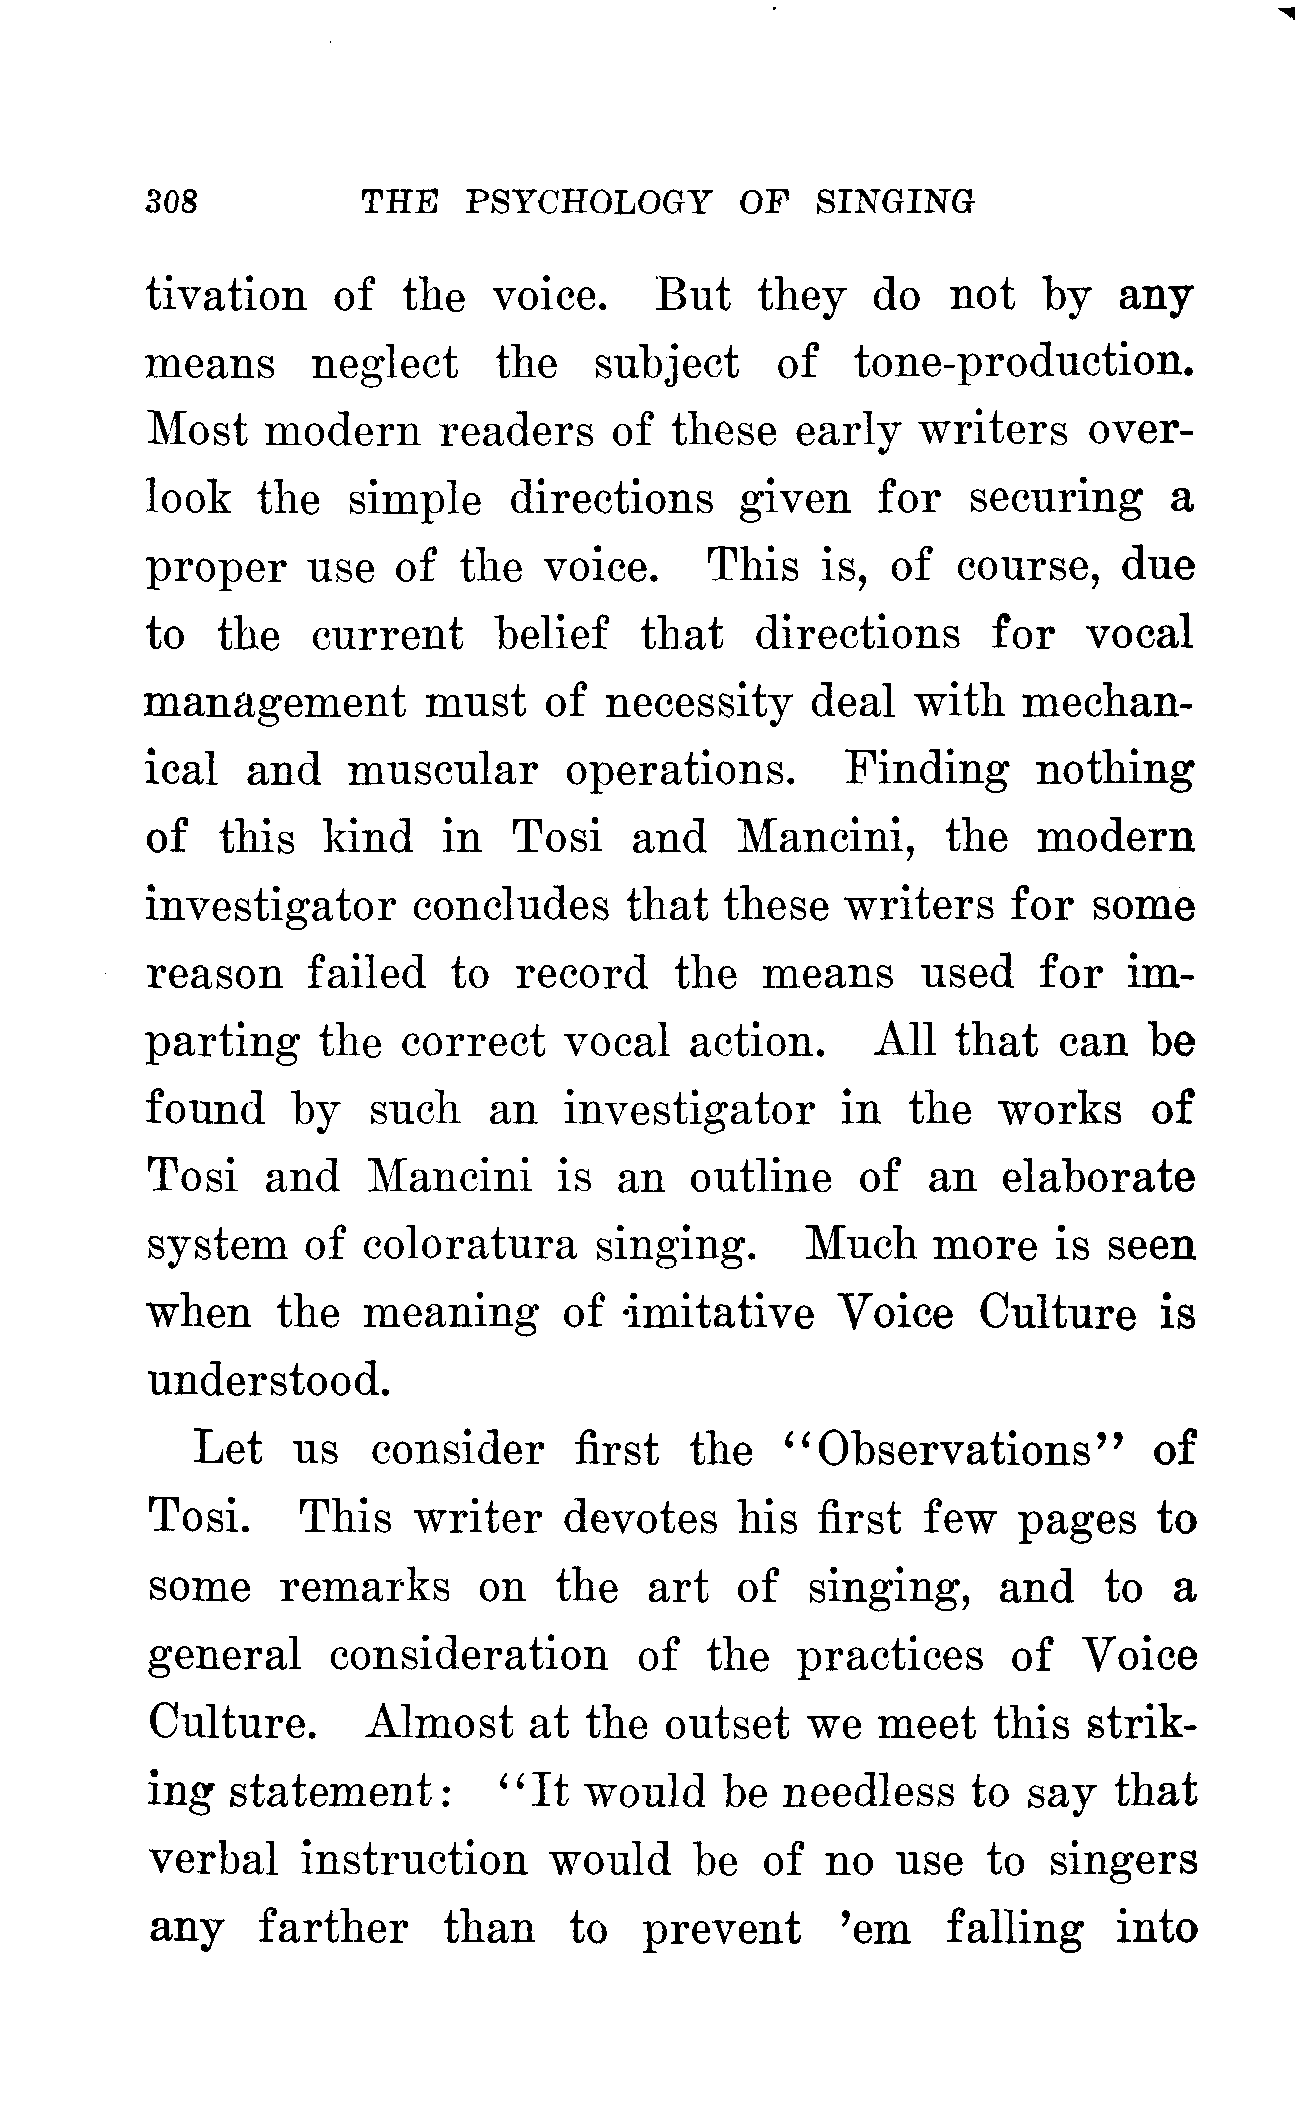 308 THE PSYCHOLOGY OF SINGING
tivation of the voice. But they do not by any
means neglect the subject of tone-production.
Most modern readers of these early writers over-
look the simple directions given for securing a
proper use of the voice. This is, of course, due
to the current belief that directions for vocal
management must of necessity deal with mechan-
ical and muscular operations. Finding nothing
of this kind in Tosi and Mancini, the modern
investigator concludes that these writers for some
reason failed to record the means used for im-
parting the correct vocal action. All that can be
found by such an investigator in the works of
Tosi and Mancini is an outline of an elaborate
system of coloratura singing. Much more is seen
when the meaning of imitative Voice Culture is
understood.
Let us consider first the “Observations” of
Tosi. This writer devotes his first few pages to
some remarks on the art of singing, and to a
general consideration of the practices of Voice
Culture. Almost at the outset we meet this strik-
ing statement: “It would be needless to say that
verbal instruction would be of no use to singers
any farther than to prevent ’em falling into